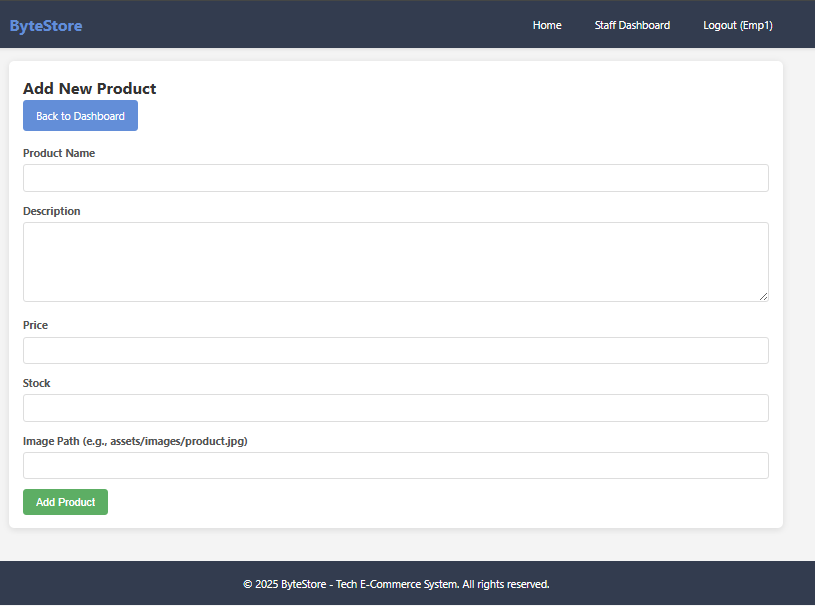 ByteStore
Home Staff Dashboard Logout (Emp1)
Add New Product
Back to Dashboard
Product Name
Description
Price
Stock
Image Path (e.g., assets/images/product.jpg)
Add Product
© 2025 ByteStore - Tech E-Commerce System. All rights reserved.